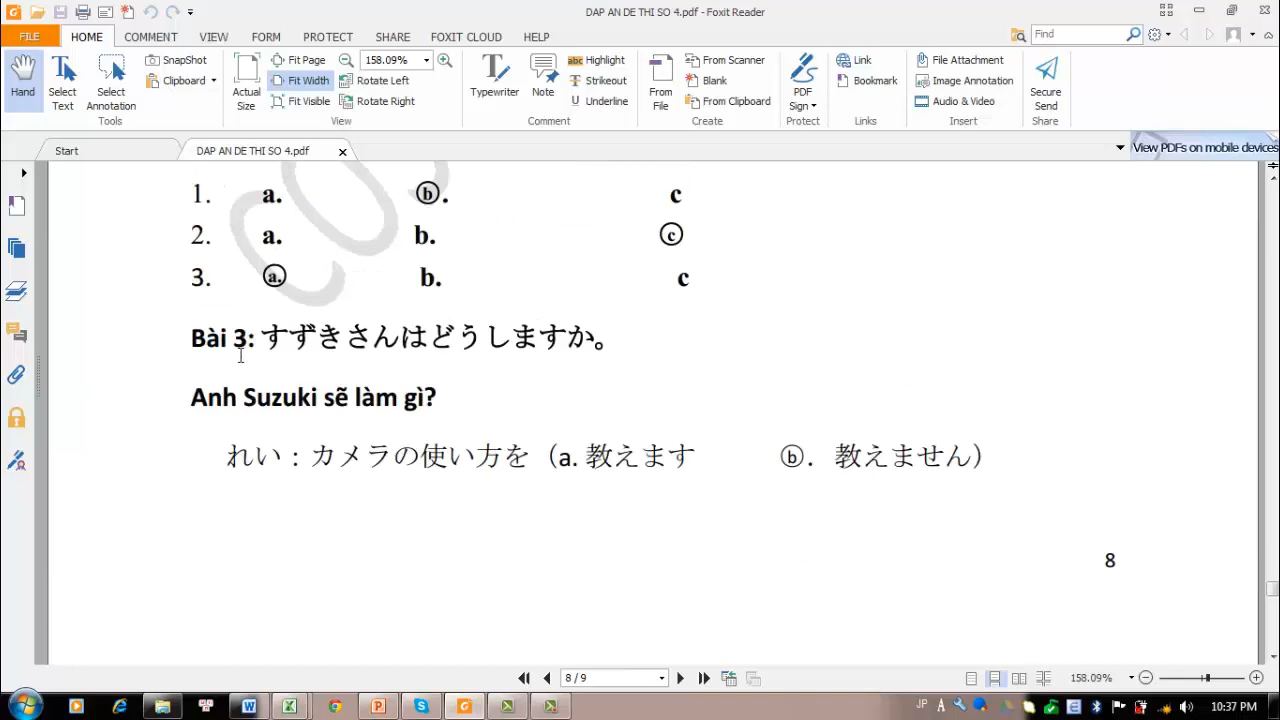 DAP AN DE THI SO 4.pdf - Foxit Reader
FILE HOME COMMENT VIEW FORM PROTECT SHARE FOXIT CLOUD HELP Find
Hand
Select Text
Select Annotation
SnapShot
Clipboard
Tools
Actual Size
Fit Page
Fit Width
Fit Visible
158.09%
Rotate Left
Rotate Right
View
Typewriter
Note
Highlight
Strikeout
Underline
Comment
From File
From Scanner
Blank
From Clipboard
Create
PDF Sign
Protect
Link
Bookmark
Links
File Attachment
Image Annotation
Audio & Video
Insert
Secure Send
Share
Start DAP AN DE THI SO 4.pdf View PDFs on mobile devices
1. a. ⓑ. c
2. a. b. ⓒ
3. ⓐ. b. c
Bài 3: すずきさんはどうしますか。
Anh Suzuki sẽ làm gì?
れい：カメラの使い方を（a. 教えます ⓑ. 教えません）
8
8 / 9 158.09%
JP 10:37 PM